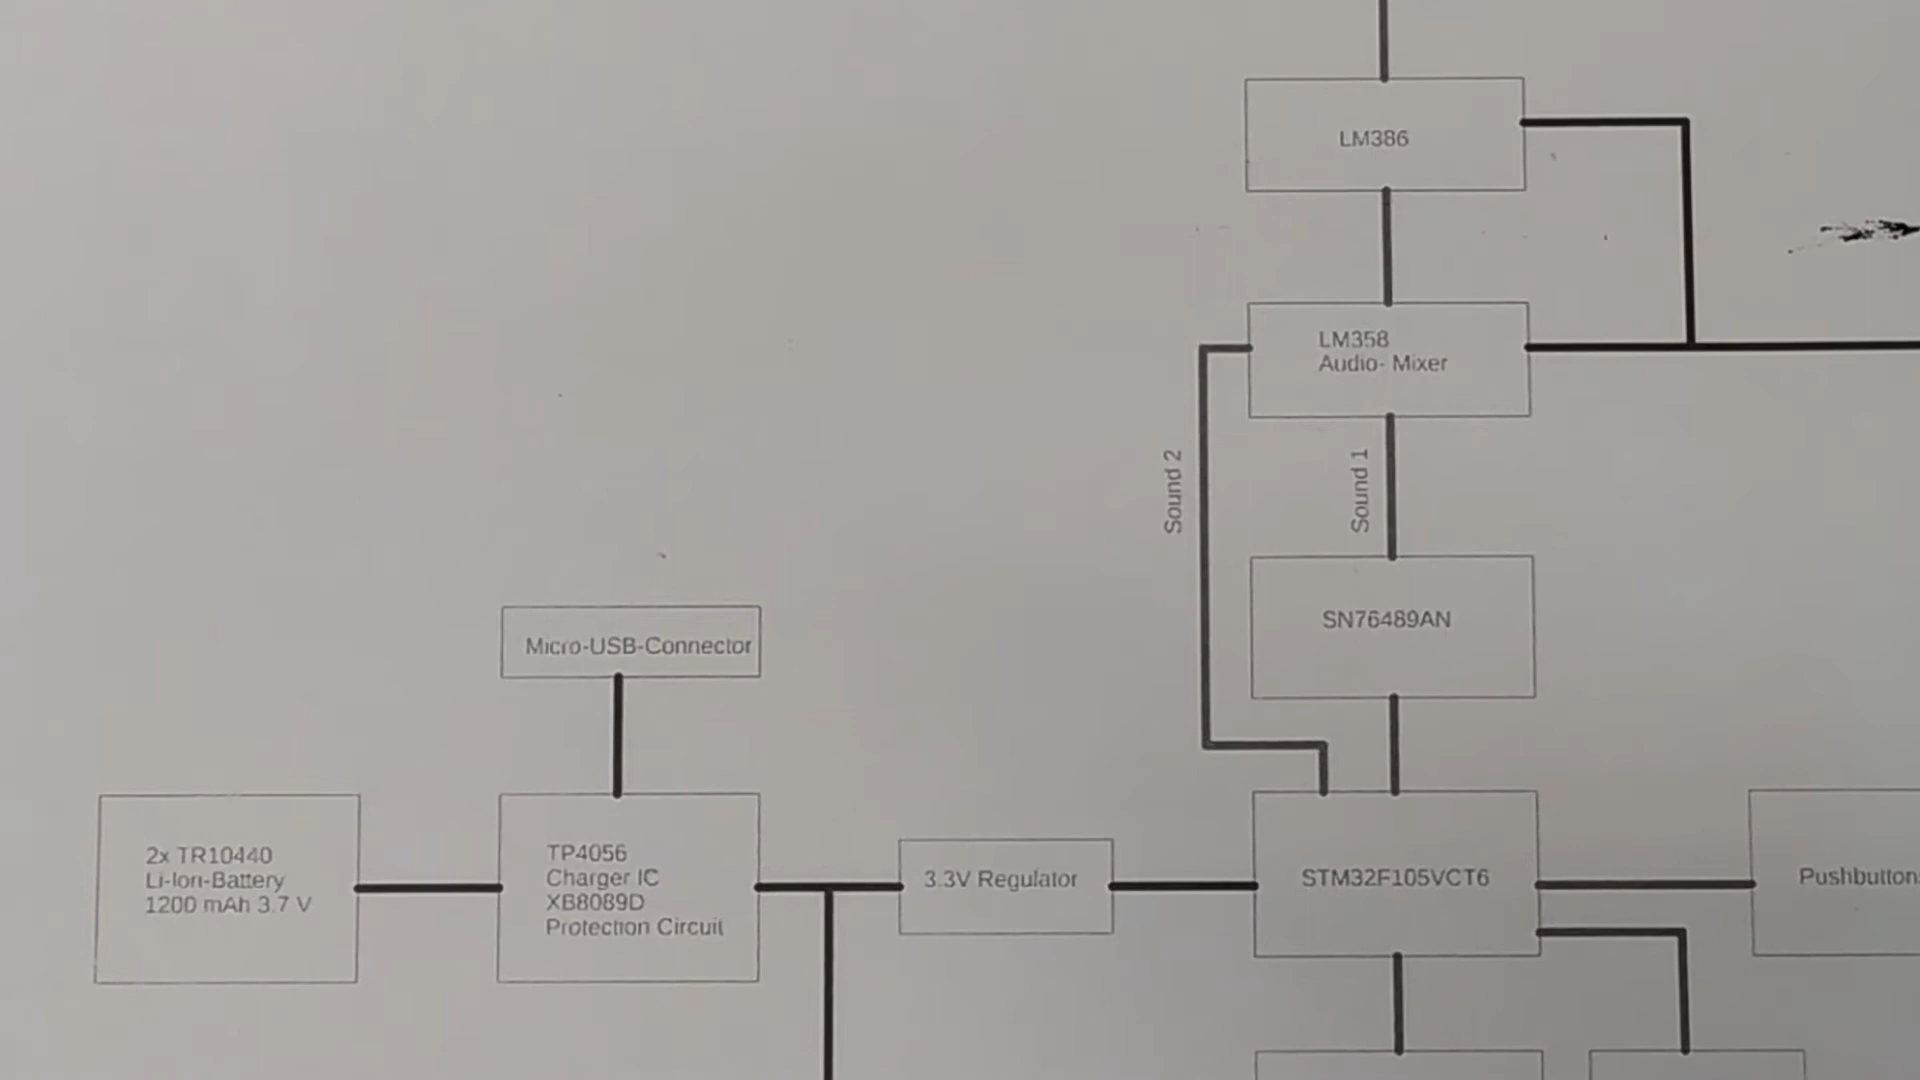 LM386
LM358
Audio- Mixer
Sound 2
Sound 1
SN76489AN
Micro-USB-Connector
2x TR10440
Li-Ion-Battery
1200 mAh 3.7 V
TP4056
Charger IC
XB8089D
Protection Circuit
3.3V Regulator
STM32F105VCT6
Pushbuttons